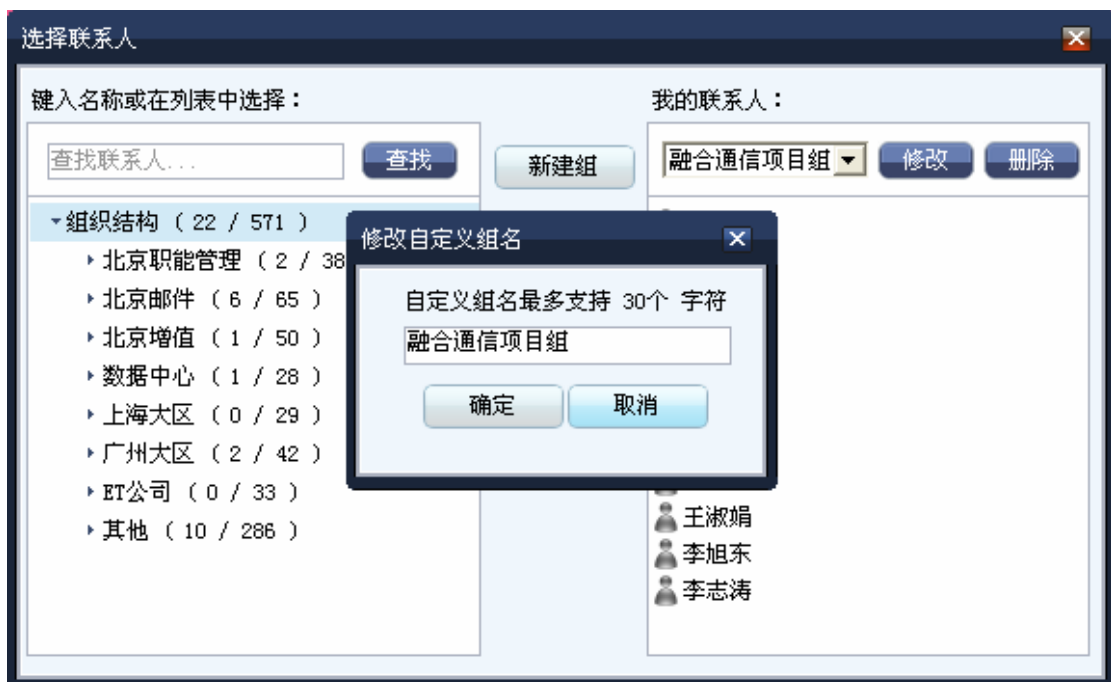 选择联系人
键入名称或在列表中选择：
我的联系人：
查找联系人...
查找
新建组
融合通信项目组
修改
删除
组织结构 ( 22 / 571 )
北京职能管理 ( 2 / 38
北京邮件 ( 6 / 65 )
北京增值 ( 1 / 50 )
数据中心 ( 1 / 28 )
上海大区 ( 0 / 29 )
广州大区 ( 2 / 42 )
ET公司 ( 0 / 33 )
其他 ( 10 / 286 )
修改自定义组名
自定义组名最多支持 30个 字符
融合通信项目组
确定
取消
王淑娟
李旭东
李志涛